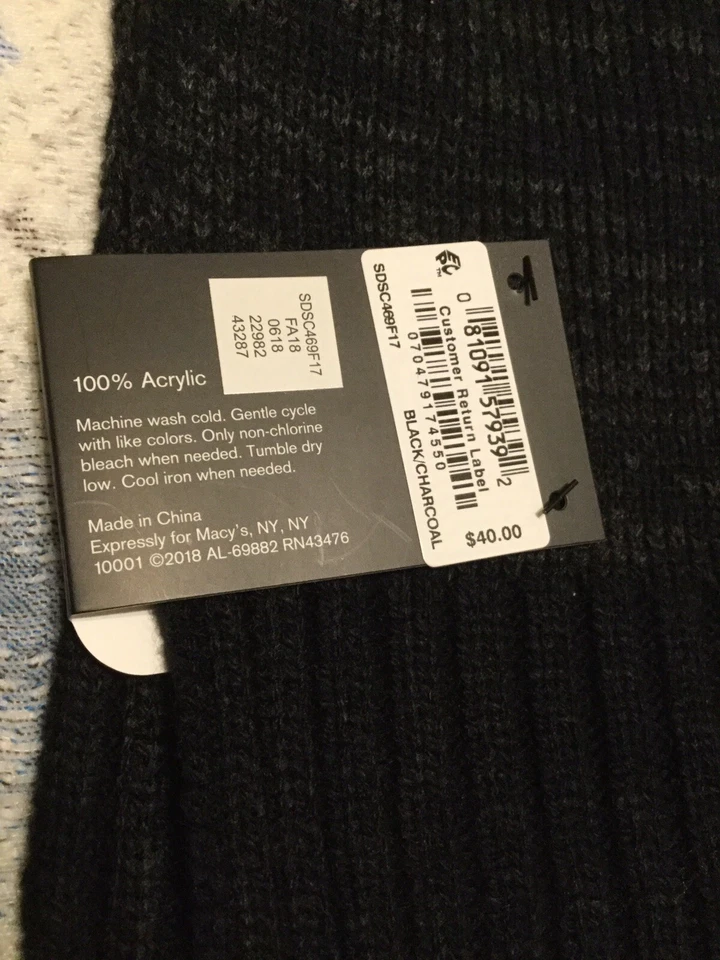 SDSC469F17
FA18
0618
22982
43287
100% Acrylic
Machine wash cold. Gentle cycle
with like colors. Only non-chlorine
bleach when needed. Tumble dry
low. Cool iron when needed.
Made in China
Expressly for Macy's, NY, NY
10001 ©2018 AL-69882 RN43476
0 81091 57939 2
Customer Return Label
070479174550
SDSC469F17 BLACK/CHARCOAL
$40.00